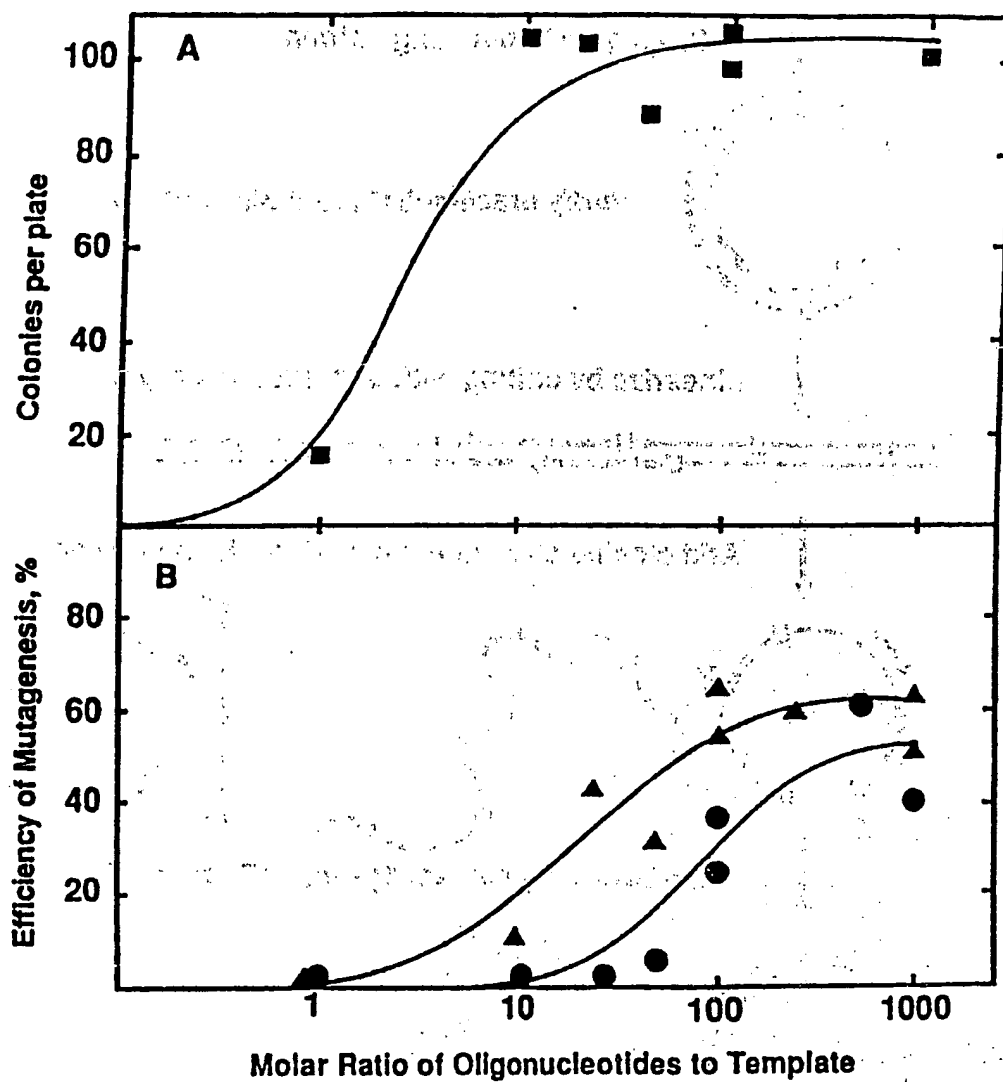 A
100
80
60
40
20
Colonies per plate
B
80
60
40
20
Efficiency of Mutagenesis, %
1
10
100
1000
Molar Ratio of Oligonucleotides to Template